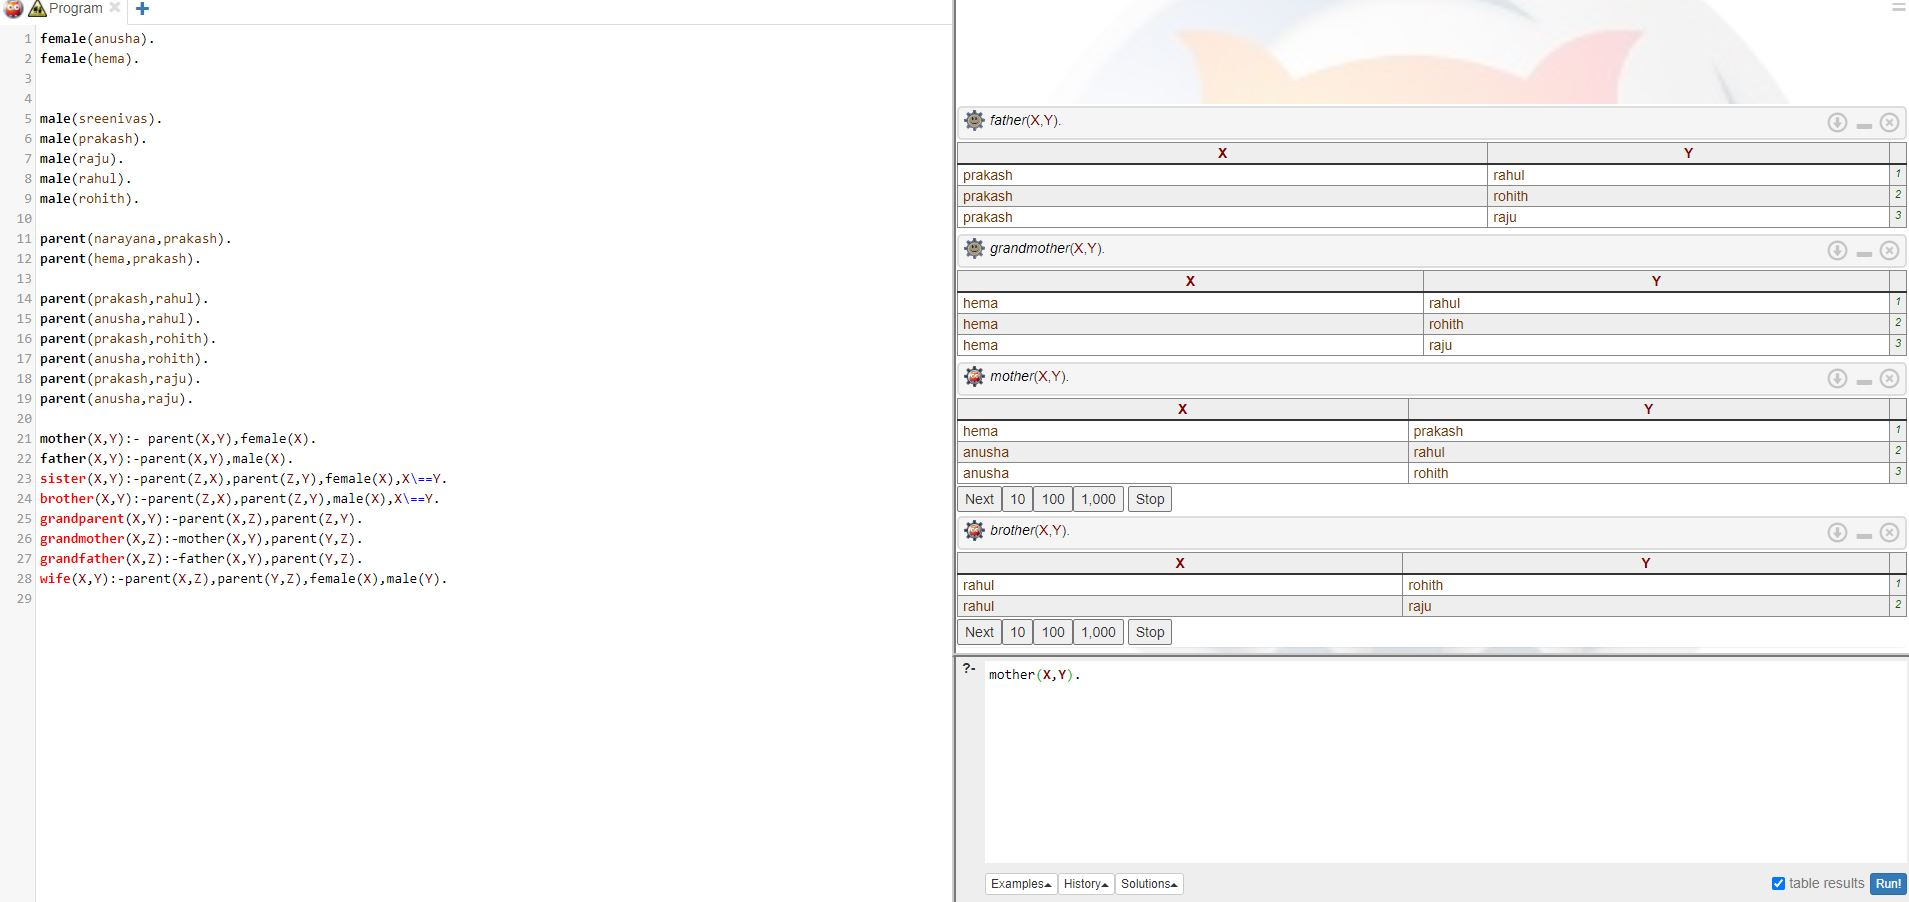 Program
1 female(anusha).
2 female(hema).
3
4
5 male(sreenivas).
6 male(prakash).
7 male(raju).
8 male(rahul).
9 male(rohith).
10
11 parent(narayana,prakash).
12 parent(hema,prakash).
13
14 parent(prakash,rahul).
15 parent(anusha,rahul).
16 parent(prakash,rohith).
17 parent(anusha,rohith).
18 parent(prakash,raju).
19 parent(anusha,raju).
20
21 mother(X,Y):- parent(X,Y),female(X).
22 father(X,Y):-parent(X,Y),male(X).
23 sister(X,Y):-parent(Z,X),parent(Z,Y),female(X),X\==Y.
24 brother(X,Y):-parent(Z,X),parent(Z,Y),male(X),X\==Y.
25 grandparent(X,Y):-parent(X,Z),parent(Z,Y).
26 grandmother(X,Z):-mother(X,Y),parent(Y,Z).
27 grandfather(X,Z):-father(X,Y),parent(Y,Z).
28 wife(X,Y):-parent(X,Z),parent(Y,Z),female(X),male(Y).
29
father(X,Y).
X Y
prakash rahul 1
prakash rohith 2
prakash raju 3
grandmother(X,Y).
X Y
hema rahul 1
hema rohith 2
hema raju 3
mother(X,Y).
X Y
hema prakash 1
anusha rahul 2
anusha rohith 3
Next 10 100 1,000 Stop
brother(X,Y).
X Y
rahul rohith 1
rahul raju 2
Next 10 100 1,000 Stop
?- mother(X,Y).
Examples History Solutions table results Run!